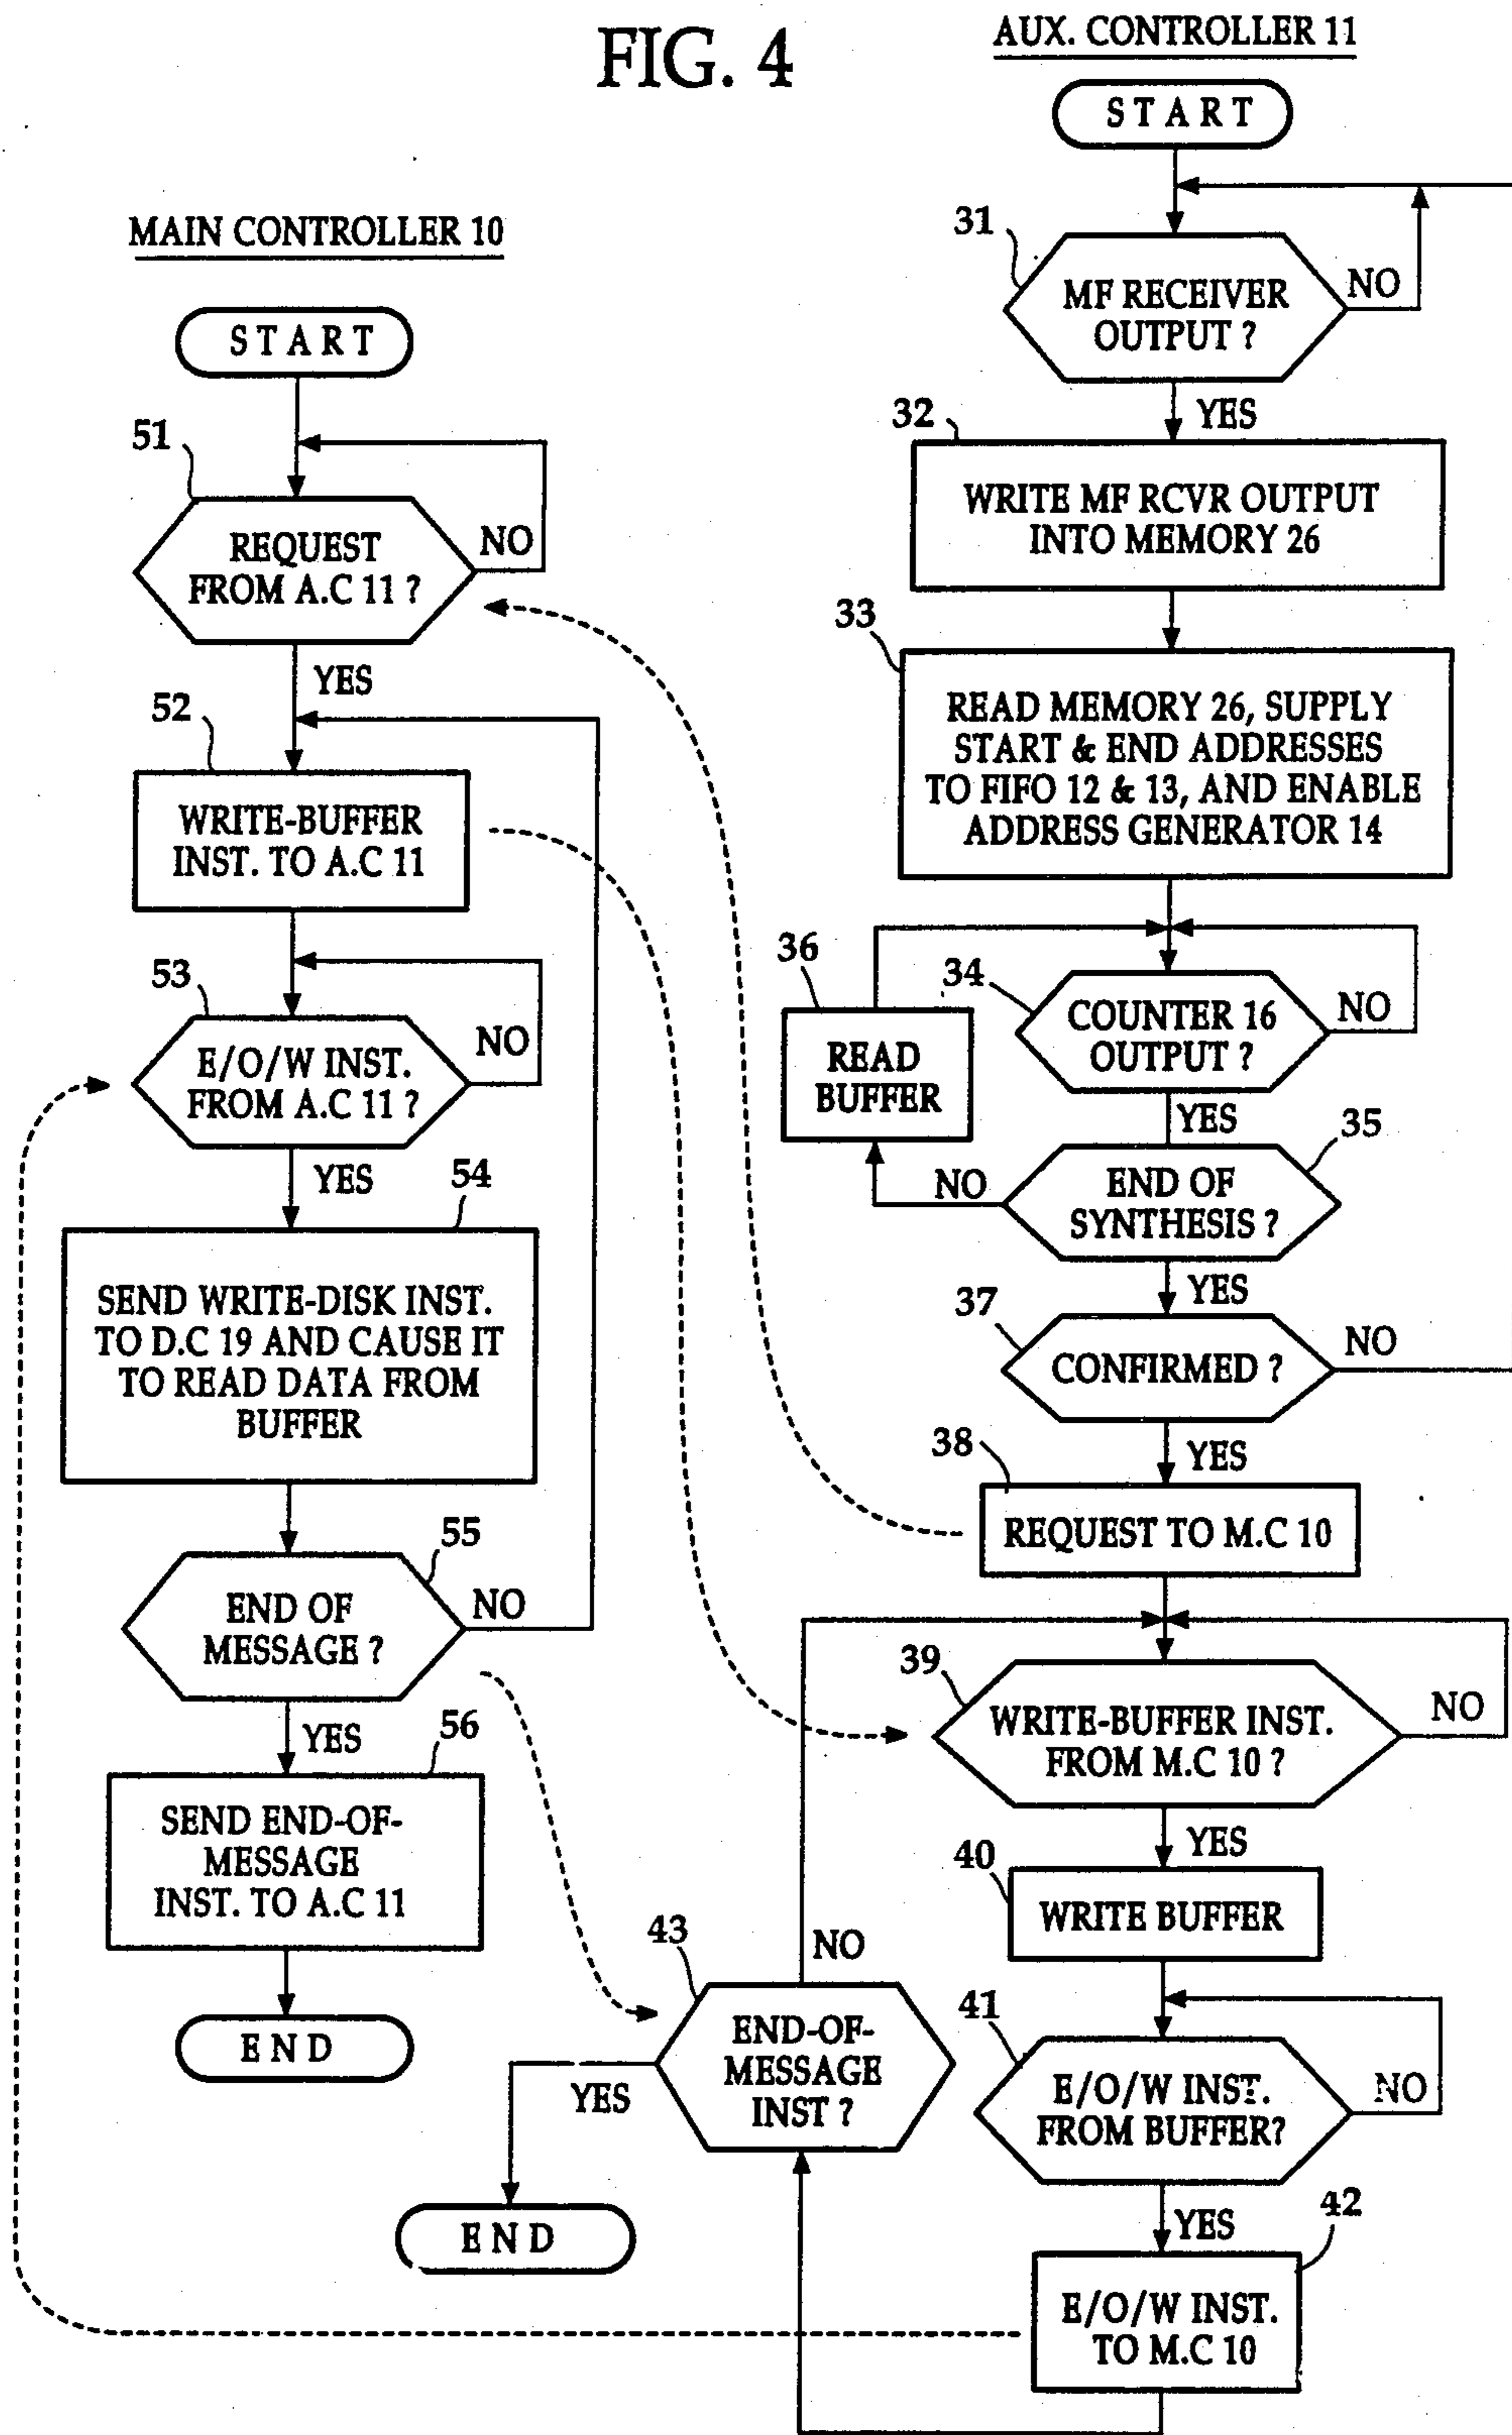 FIG. 4
AUX. CONTROLLER 11
START
31
MF RECEIVER
OUTPUT ?
NO
YES
32
WRITE MF RCVR OUTPUT
INTO MEMORY 26
33
READ MEMORY 26, SUPPLY
START & END ADDRESSES
TO FIFO 12 & 13, AND ENABLE
ADDRESS GENERATOR 14
34
COUNTER 16
OUTPUT ?
NO
YES
36
READ
BUFFER
35
END OF
SYNTHESIS ?
NO
YES
37
CONFIRMED ?
NO
YES
38
REQUEST TO M.C 10
39
WRITE-BUFFER INST.
FROM M.C 10 ?
NO
YES
40
WRITE BUFFER
41
E/O/W INST.
FROM BUFFER?
NO
YES
42
E/O/W INST.
TO M.C 10
43
END-OF-
MESSAGE
INST ?
NO
YES
END
MAIN CONTROLLER 10
START
51
REQUEST
FROM A.C 11 ?
NO
YES
52
WRITE-BUFFER
INST. TO A.C 11
53
E/O/W INST.
FROM A.C 11 ?
NO
YES
54
SEND WRITE-DISK INST.
TO D.C 19 AND CAUSE IT
TO READ DATA FROM
BUFFER
55
END OF
MESSAGE ?
NO
YES
56
SEND END-OF-
MESSAGE
INST. TO A.C 11
END